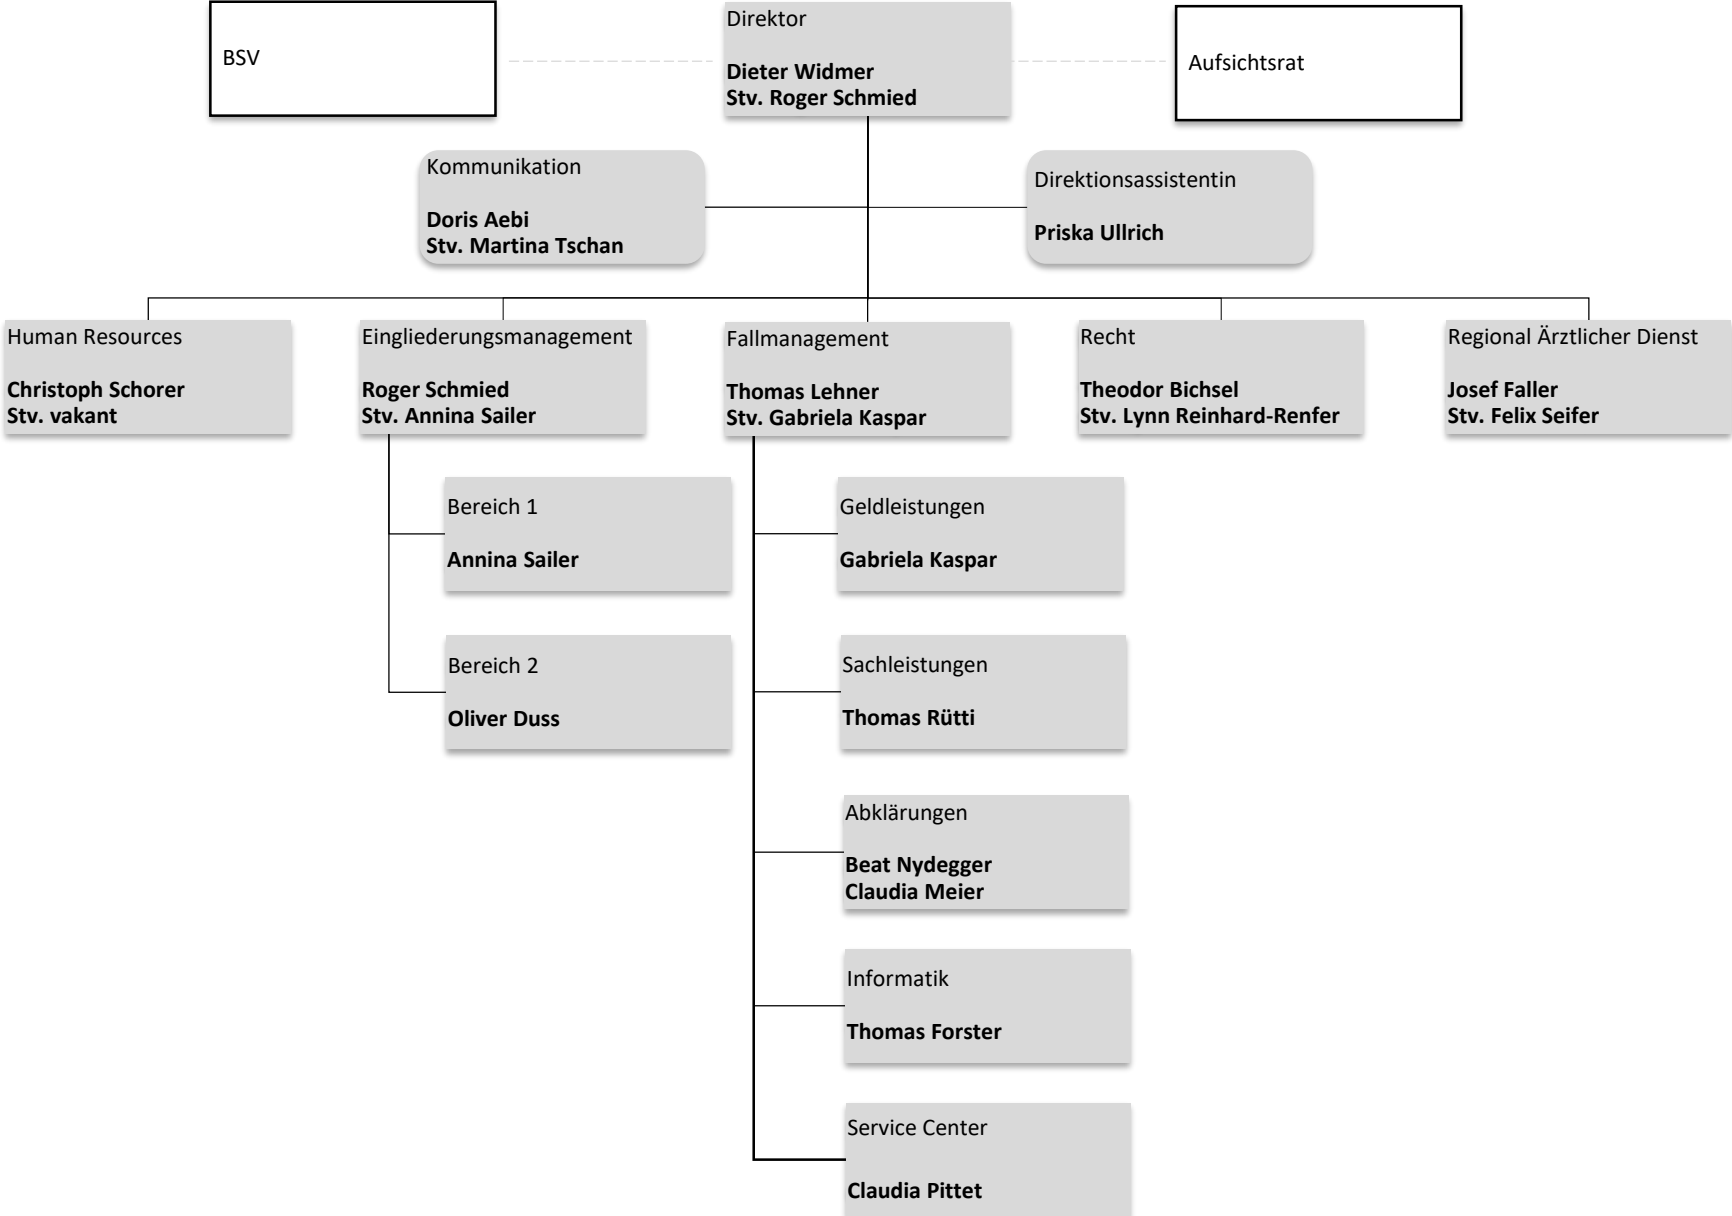 BSV
Direktor
Dieter Widmer
Stv. Roger Schmied
Aufsichtsrat
Kommunikation
Doris Aebi
Stv. Martina Tschan
Direktionsassistentin
Priska Ullrich
Human Resources
Christoph Schorer
Stv. vakant
Eingliederungsmanagement
Roger Schmied
Stv. Annina Sailer
Fallmanagement
Thomas Lehner
Stv. Gabriela Kaspar
Recht
Theodor Bichsel
Stv. Lynn Reinhard-Renfer
Regional Ärztlicher Dienst
Josef Faller
Stv. Felix Seifer
Bereich 1
Annina Sailer
Bereich 2
Oliver Duss
Geldleistungen
Gabriela Kaspar
Sachleistungen
Thomas Rütti
Abklärungen
Beat Nydegger
Claudia Meier
Informatik
Thomas Forster
Service Center
Claudia Pittet